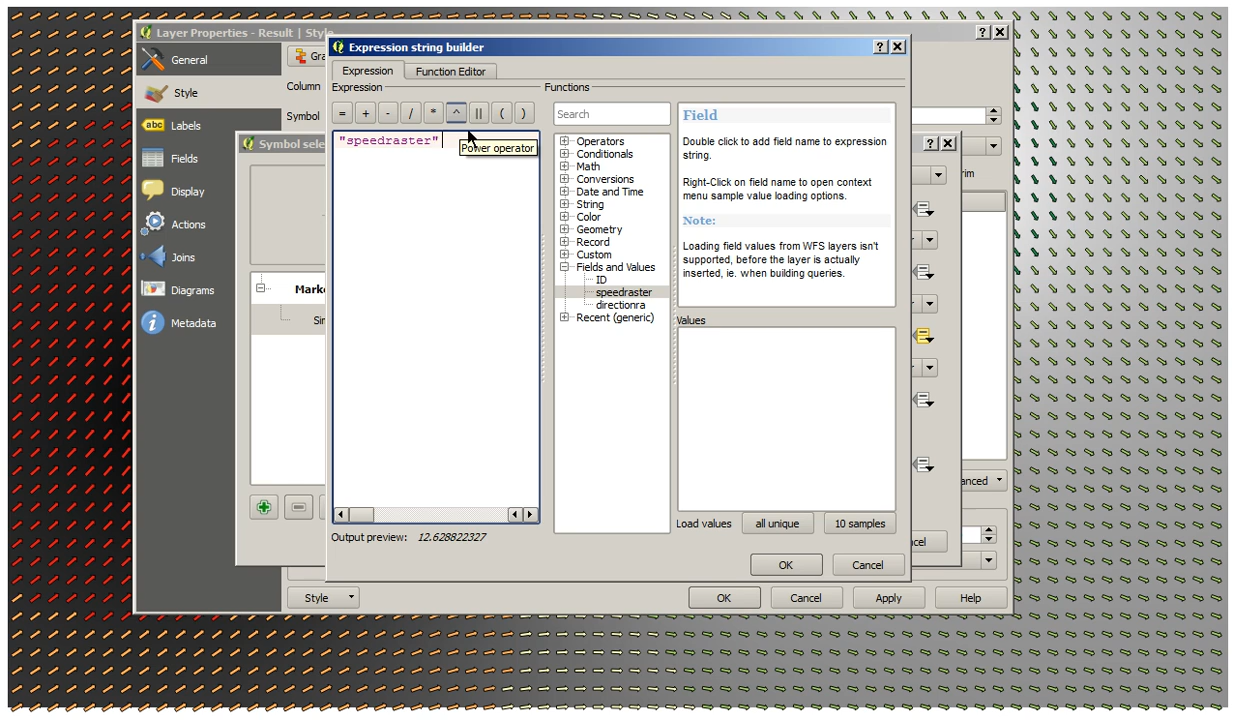 Layer Properties - Result | Style
General
Style
Labels
Fields
Display
Actions
Joins
Diagrams
Metadata
Column
Symbol
Symbol sele
Marke
Expression string builder
Expression
Function Editor
Expression
= + - / * ^ || ( )
"speedraster"
Power operator
Output preview: 12.628822327
Functions
Search
Operators
Conditionals
Math
Conversions
Date and Time
String
Color
Geometry
Record
Custom
Fields and Values
ID
speedraster
directionra
Recent (generic)
Field
Double click to add field name to expression
string.
Right-Click on field name to open context
menu sample value loading options.
Note:
Loading field values from WFS layers isn't
supported, before the layer is actually
inserted, ie. when building queries.
Values
Load values
all unique
10 samples
OK
Cancel
rim
anced
ncel
Style
OK
Cancel
Apply
Help
abc